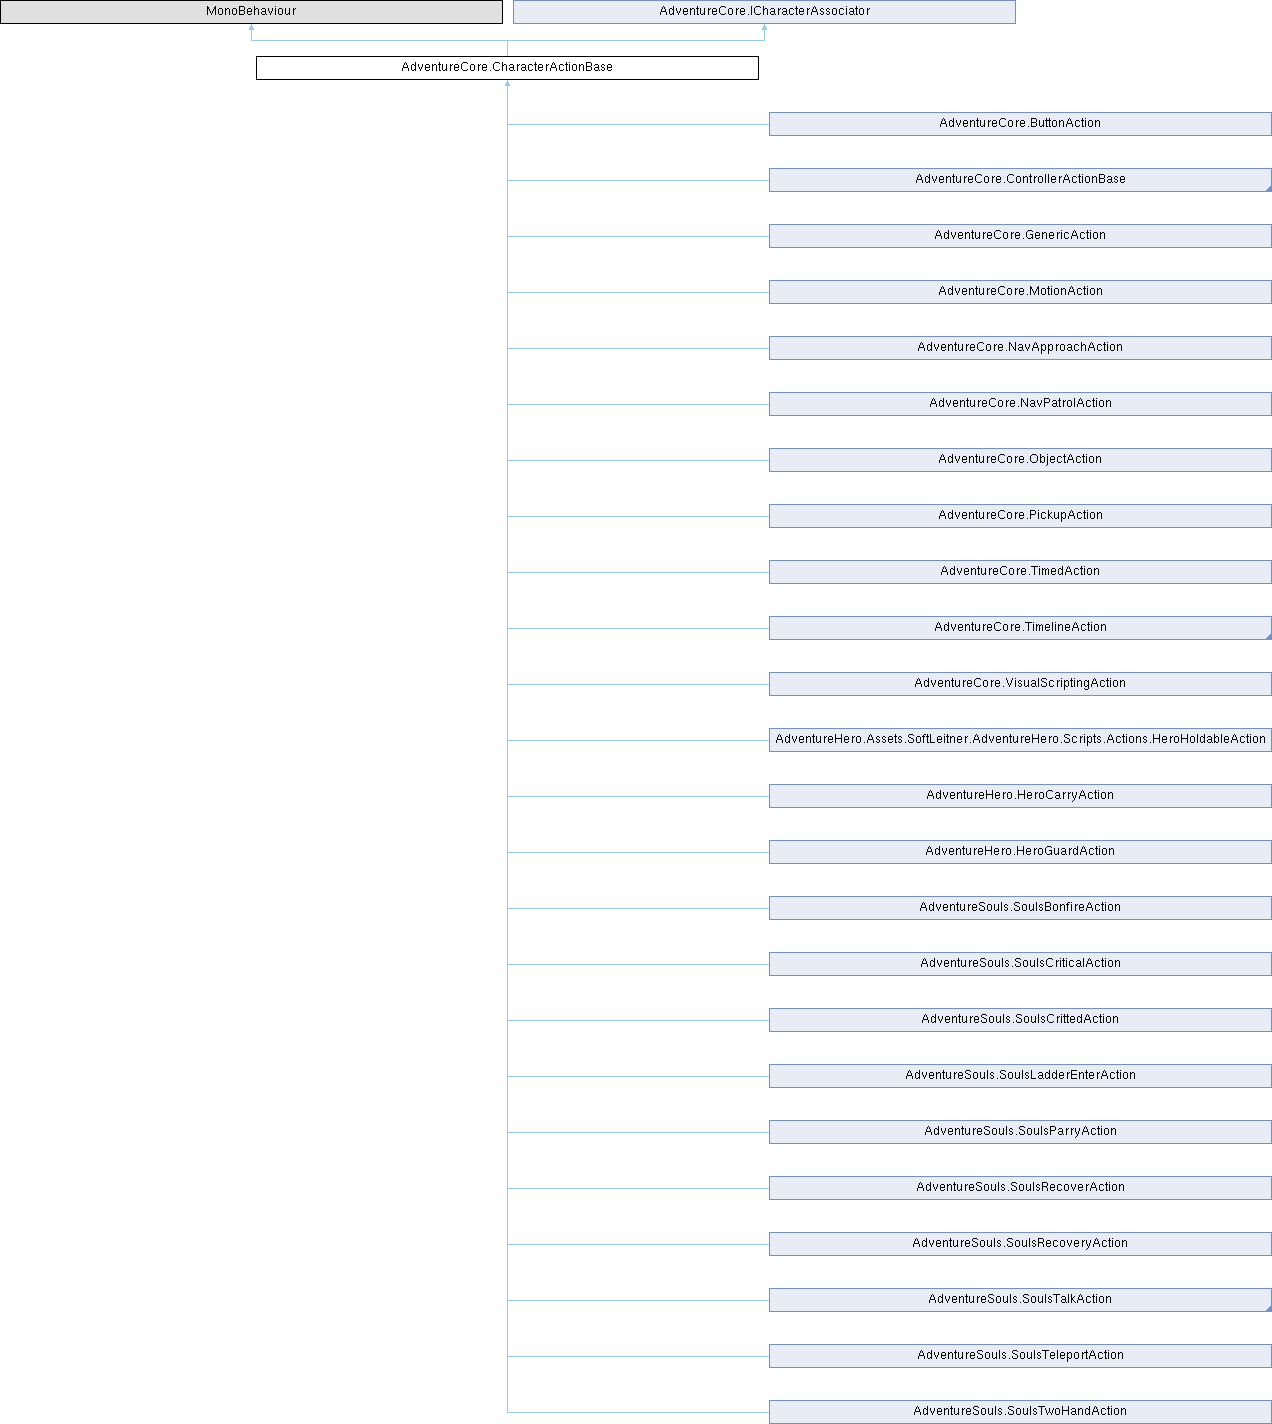 MonoBehaviour
AdventureCore.ICharacterAssociator
AdventureCore.CharacterActionBase
AdventureCore.ButtonAction
AdventureCore.ControllerActionBase
AdventureCore.GenericAction
AdventureCore.MotionAction
AdventureCore.NavApproachAction
AdventureCore.NavPatrolAction
AdventureCore.ObjectAction
AdventureCore.PickupAction
AdventureCore.TimedAction
AdventureCore.TimelineAction
AdventureCore.VisualScriptingAction
AdventureHero.Assets.SoftLeitner.AdventureHero.Scripts.Actions.HeroHoldableAction
AdventureHero.HeroCarryAction
AdventureHero.HeroGuardAction
AdventureSouls.SoulsBonfireAction
AdventureSouls.SoulsCriticalAction
AdventureSouls.SoulsCrittedAction
AdventureSouls.SoulsLadderEnterAction
AdventureSouls.SoulsParryAction
AdventureSouls.SoulsRecoverAction
AdventureSouls.SoulsRecoveryAction
AdventureSouls.SoulsTalkAction
AdventureSouls.SoulsTeleportAction
AdventureSouls.SoulsTwoHandAction